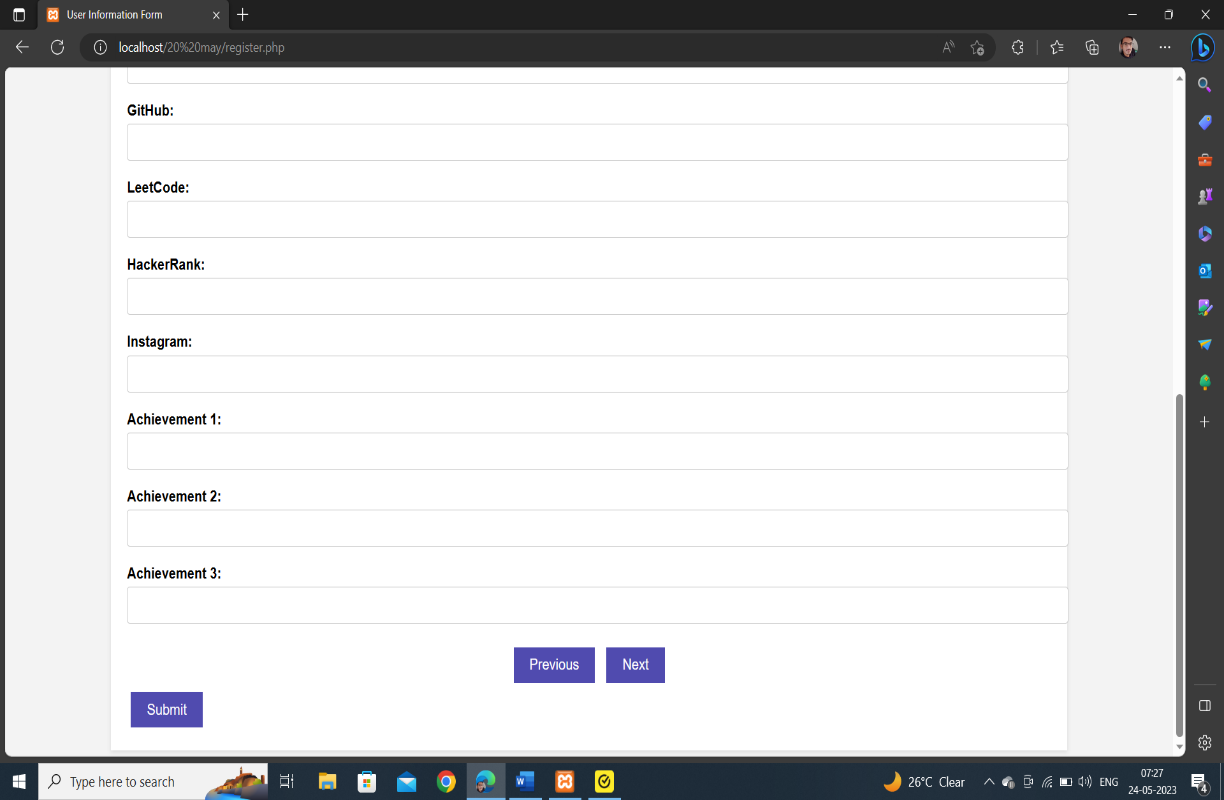 User Information Form
localhost/20%20may/register.php
GitHub:
LeetCode:
HackerRank:
Instagram:
Achievement 1:
Achievement 2:
Achievement 3:
Previous Next
Submit
Type here to search
26°C Clear
ENG
07:27
24-05-2023
4